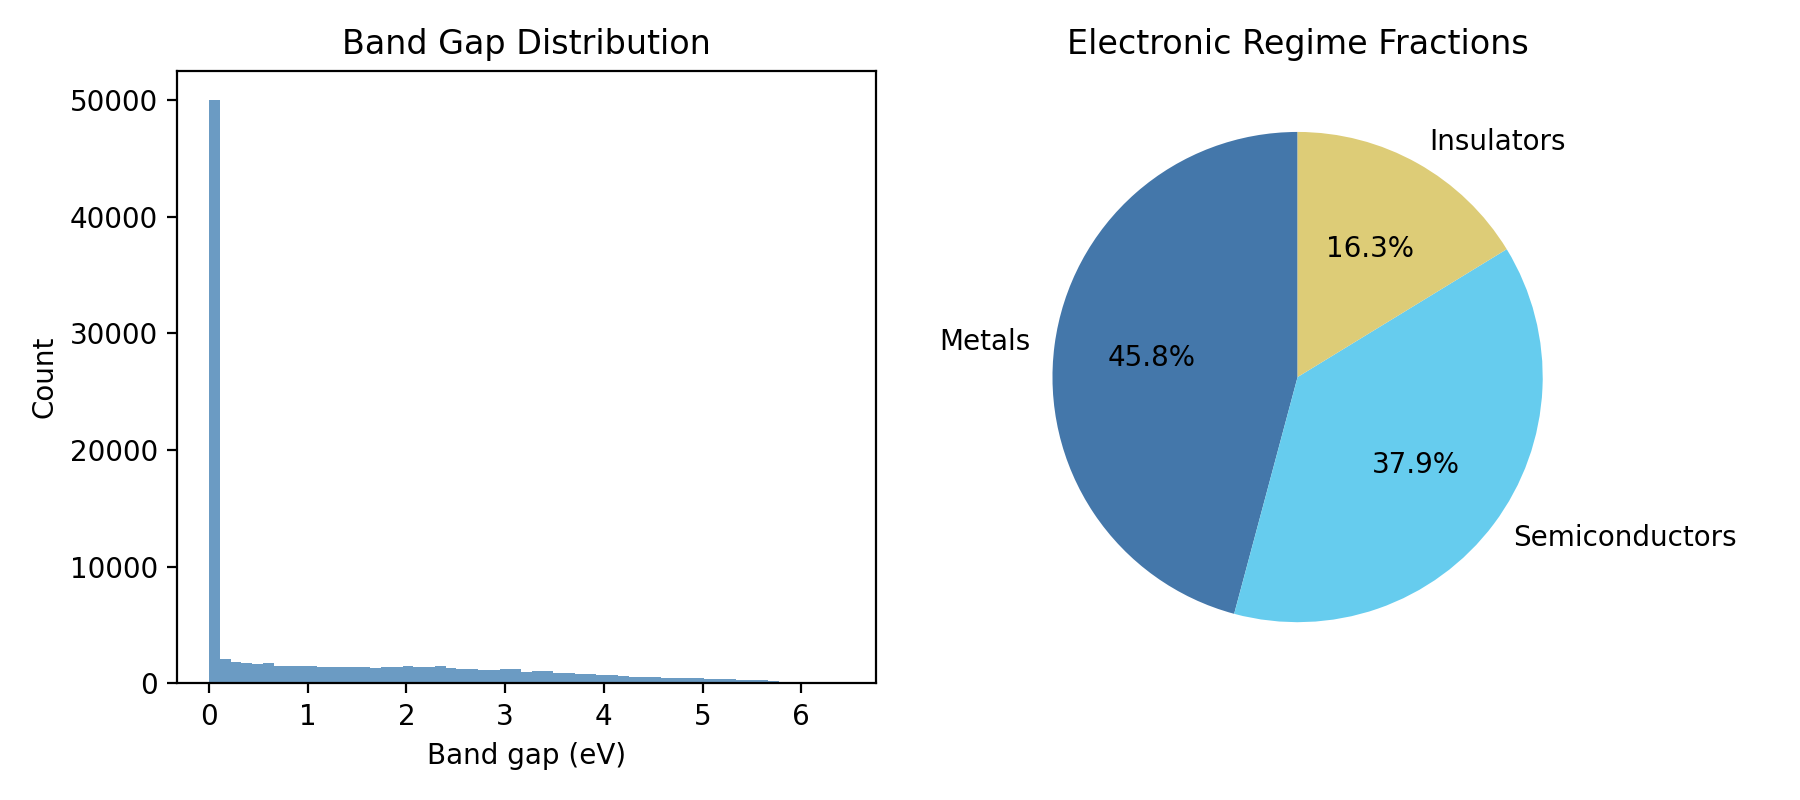 Band Gap Distribution
50000
40000
30000
20000
10000
0
Count
0 1 2 3 4 5 6
Band gap (eV)
Electronic Regime Fractions
Insulators
16.3%
Metals
45.8%
37.9%
Semiconductors